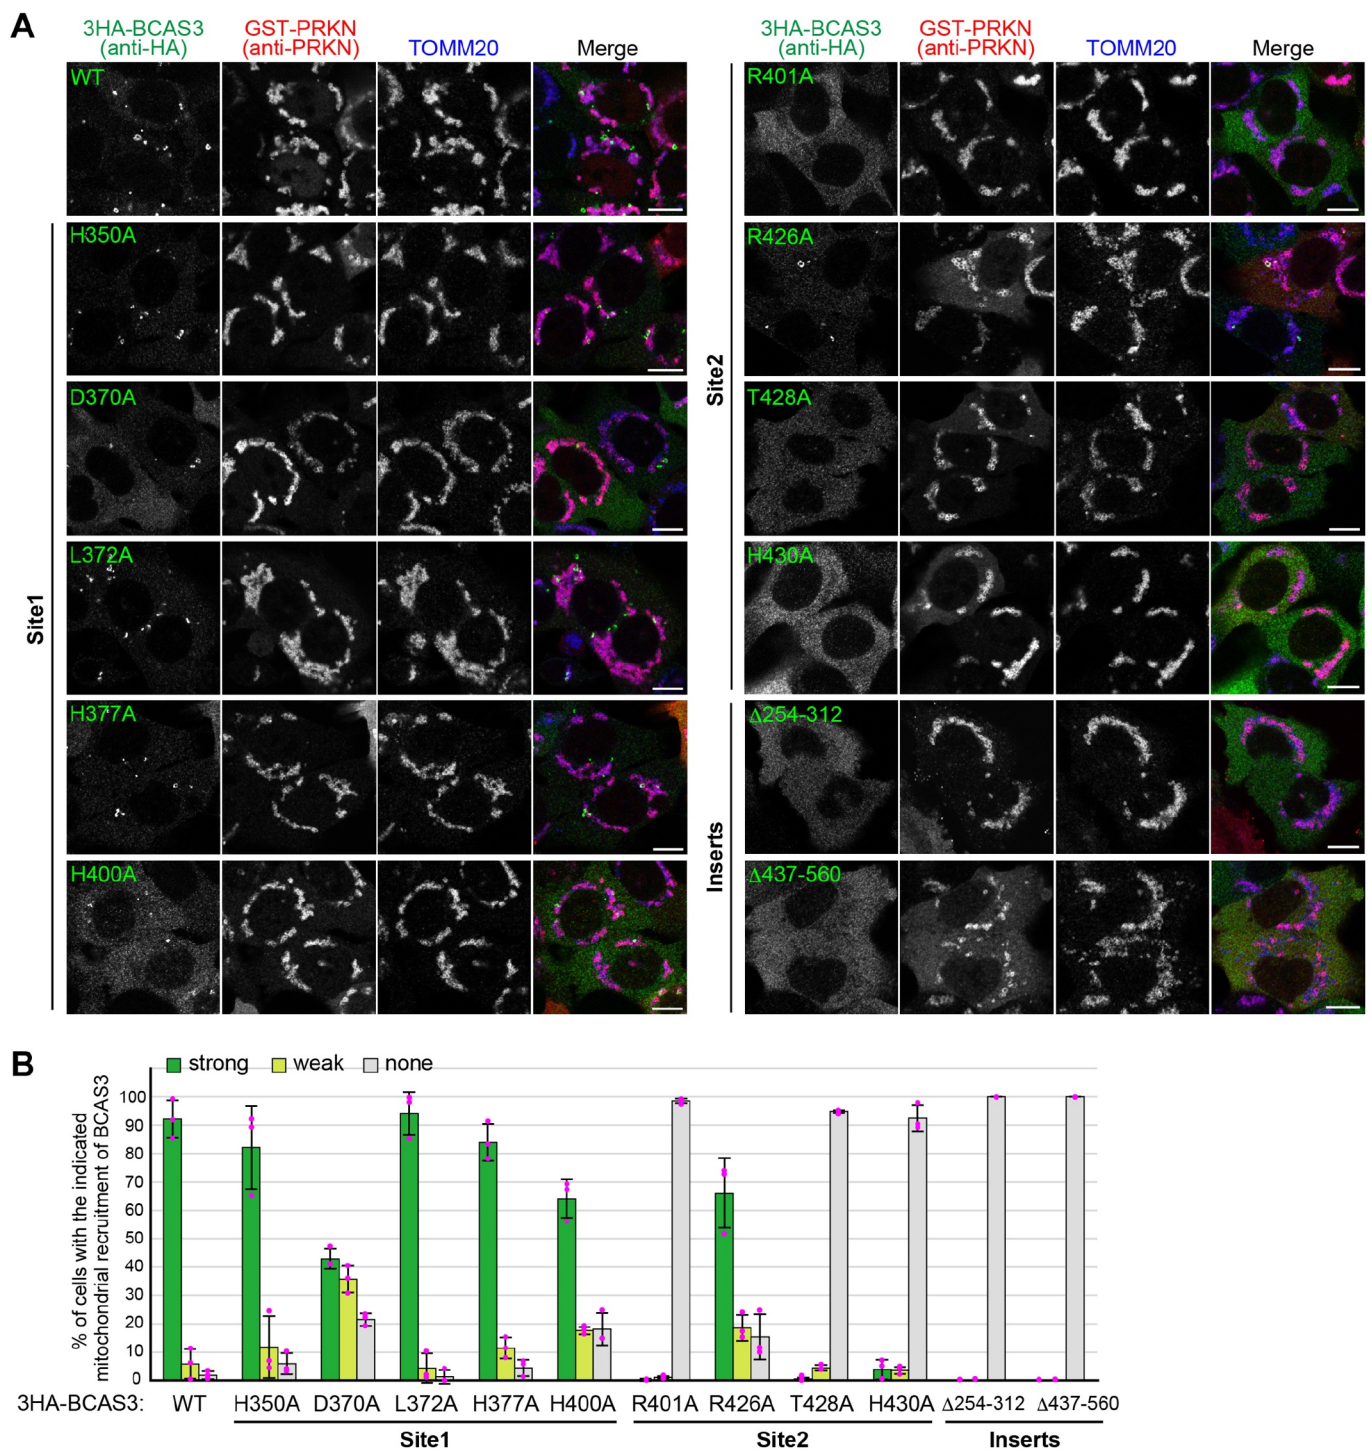 A
3HA-BCAS3
(anti-HA)
GST-PRKN
(anti-PRKN)
TOMM20
Merge
3HA-BCAS3
(anti-HA)
GST-PRKN
(anti-PRKN)
TOMM20
Merge
WT
Site1
H350A
D370A
L372A
H377A
H400A
Site2
R401A
R426A
T428A
H430A
Inserts
Δ254-312
Δ437-560
B
strong weak none
% of cells with the indicated
mitochondrial recruitment of BCAS3
100
90
80
70
60
50
40
30
20
10
0
3HA-BCAS3: WT H350A D370A L372A H377A H400A R401A R426A T428A H430A Δ254-312 Δ437-560
Site1 Site2 Inserts